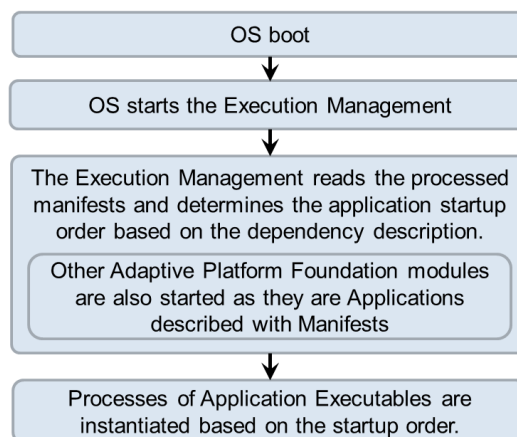 OS boot
OS starts the Execution Management
The Execution Management reads the processed
manifests and determines the application startup
order based on the dependency description.
Other Adaptive Platform Foundation modules
are also started as they are Applications
described with Manifests
Processes of Application Executables are
instantiated based on the startup order.